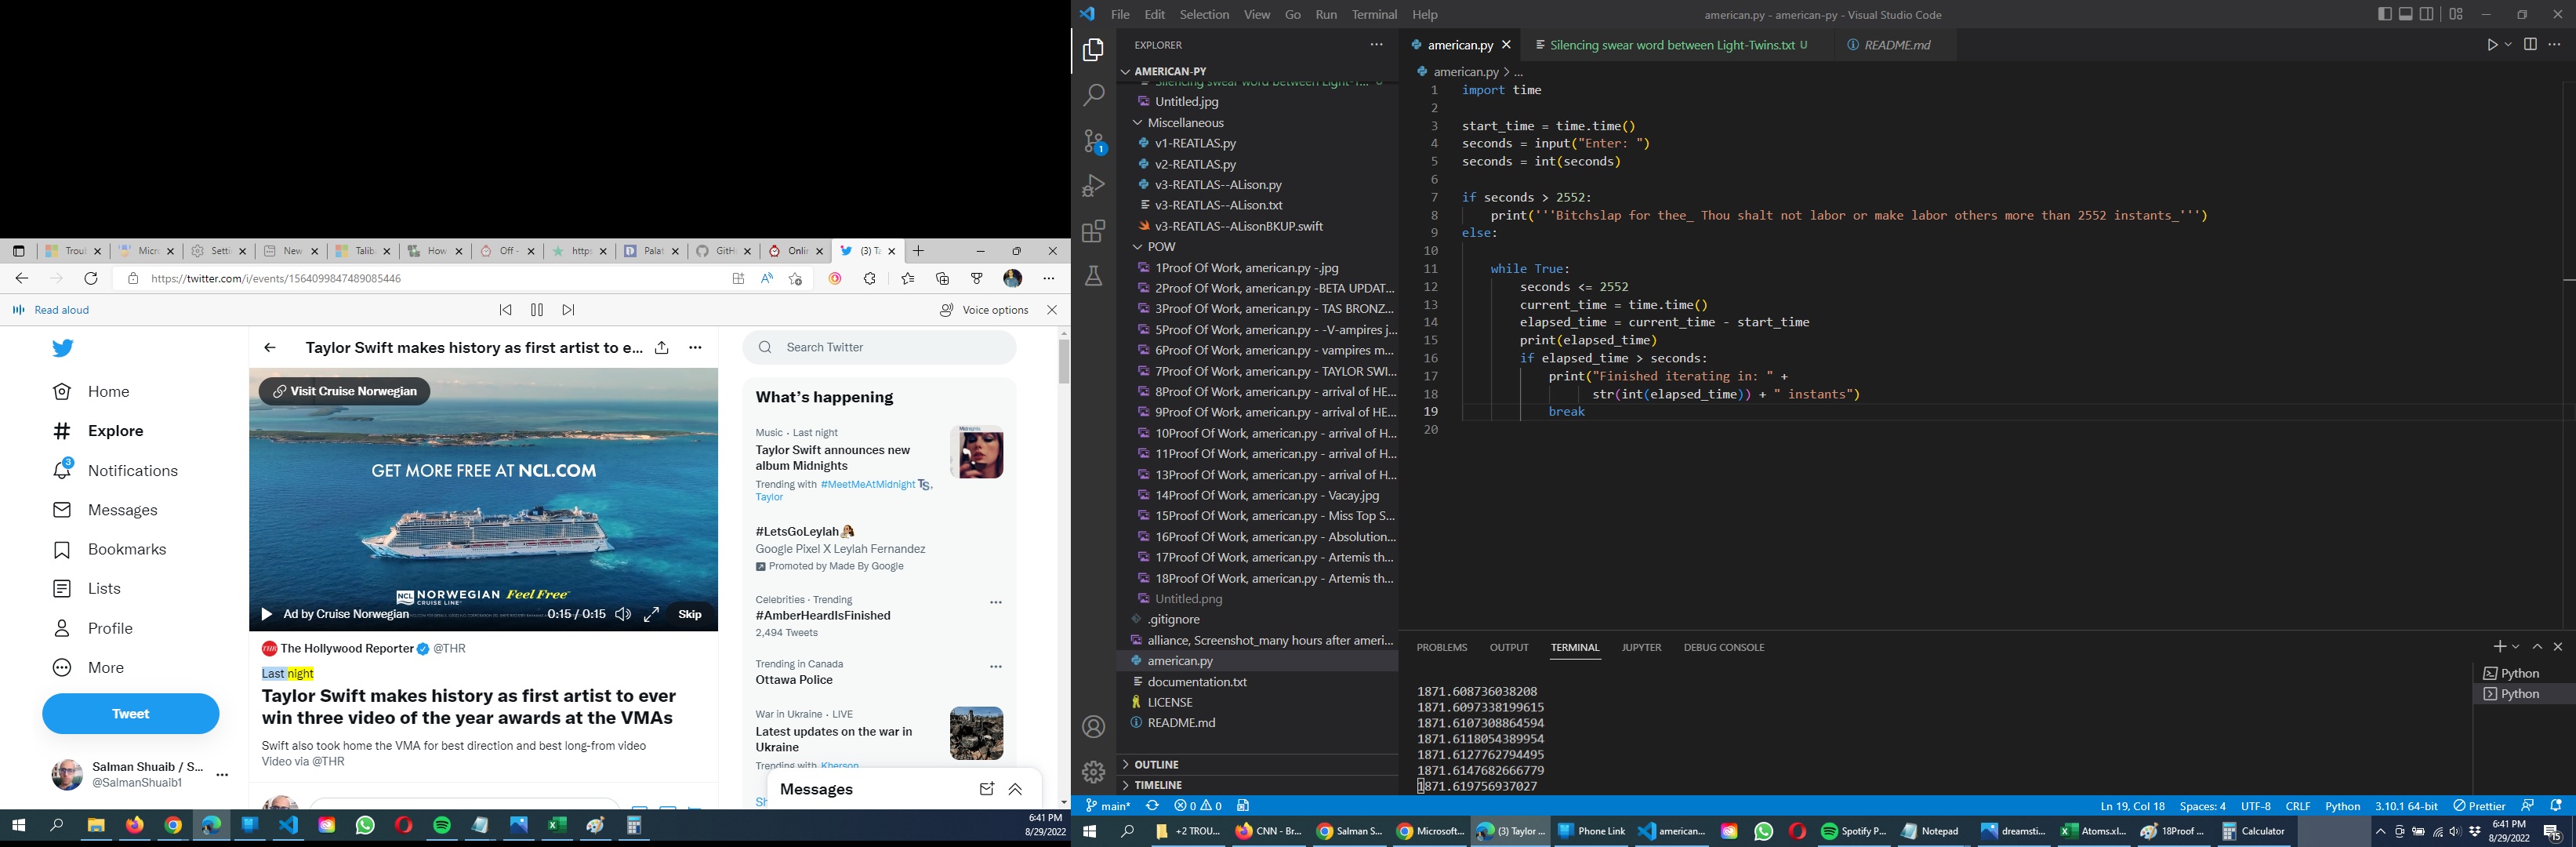 Troul
Micro
Settin
New
Talib
How
Off -
https
Palat
GitHu
Onlin
(3) Ta
https://twitter.com/i/events/1564099847489085446
Read aloud
Voice options
Taylor Swift makes history as first artist to e...
Search Twitter
Home
Explore
3
Notifications
Messages
Bookmarks
Lists
Profile
More
Tweet
Salman Shuaib / S...
@SalmanShuaib1
Visit Cruise Norwegian
GET MORE FREE AT NCL.COM
NCL NORWEGIAN CRUISE LINE Feel Free
Ad by Cruise Norwegian 0:15 / 0:15 Skip
The Hollywood Reporter @THR
Last night
Taylor Swift makes history as first artist to ever
win three video of the year awards at the VMAs
Swift also took home the VMA for best direction and best long-from video
Video via @THR
What's happening
Music · Last night
Taylor Swift announces new
album Midnights
Trending with #MeetMeAtMidnight TS,
Taylor
#LetsGoLeylah
Google Pixel X Leylah Fernandez
Promoted by Made By Google
Celebrities · Trending
#AmberHeardIsFinished
2,494 Tweets
Trending in Canada
Ottawa Police
War in Ukraine · LIVE
Latest updates on the war in
Ukraine
Trending with Kherson
Sh
Messages
6:41 PM
8/29/2022
File Edit Selection View Go Run Terminal Help
american.py - american-py - Visual Studio Code
EXPLORER
AMERICAN-PY
Silencing swear word between Light-T... U
Untitled.jpg
Miscellaneous
v1-REATLAS.py
v2-REATLAS.py
v3-REATLAS--ALison.py
v3-REATLAS--ALison.txt
v3-REATLAS--ALisonBKUP.swift
POW
1Proof Of Work, american.py -.jpg
2Proof Of Work, american.py -BETA UPDAT...
3Proof Of Work, american.py - TAS BRONZ...
5Proof Of Work, american.py - -V-ampires j...
6Proof Of Work, american.py - vampires m...
7Proof Of Work, american.py - TAYLOR SWI...
8Proof Of Work, american.py - arrival of HE...
9Proof Of Work, american.py - arrival of HE...
10Proof Of Work, american.py - arrival of H...
11Proof Of Work, american.py - arrival of H...
13Proof Of Work, american.py - arrival of H...
14Proof Of Work, american.py - Vacay.jpg
15Proof Of Work, american.py - Miss Top S...
16Proof Of Work, american.py - Absolution...
17Proof Of Work, american.py - Artemis th...
18Proof Of Work, american.py - Artemis th...
Untitled.png
.gitignore
alliance, Screenshot_many hours after ameri...
american.py
documentation.txt
LICENSE
README.md
OUTLINE
TIMELINE
1
american.py
Silencing swear word between Light-Twins.txt U
README.md
american.py > ...
1 import time
2
3 start_time = time.time()
4 seconds = input("Enter: ")
5 seconds = int(seconds)
6
7 if seconds > 2552:
8 print('''Bitchslap for thee_ Thou shalt not labor or make labor others more than 2552 instants_''')
9 else:
10
11 while True:
12 seconds <= 2552
13 current_time = time.time()
14 elapsed_time = current_time - start_time
15 print(elapsed_time)
16 if elapsed_time > seconds:
17 print("Finished iterating in: " +
18 str(int(elapsed_time)) + " instants")
19 break
20
PROBLEMS OUTPUT TERMINAL JUPYTER DEBUG CONSOLE
1871.608736038208
1871.6097338199615
1871.6107308864594
1871.6118054389954
1871.6127762794495
1871.6147682666779
1871.619756937027
Python
Python
main* 0 0
Ln 19, Col 18 Spaces: 4 UTF-8 CRLF Python 3.10.1 64-bit Prettier
+2 TROU...
CNN - Br...
Salman S...
Microsoft...
(3) Taylor ...
Phone Link
american...
Spotify P...
Notepad
dreamsti...
Atoms.xl...
18Proof ...
Calculator
6:41 PM
8/29/2022
15